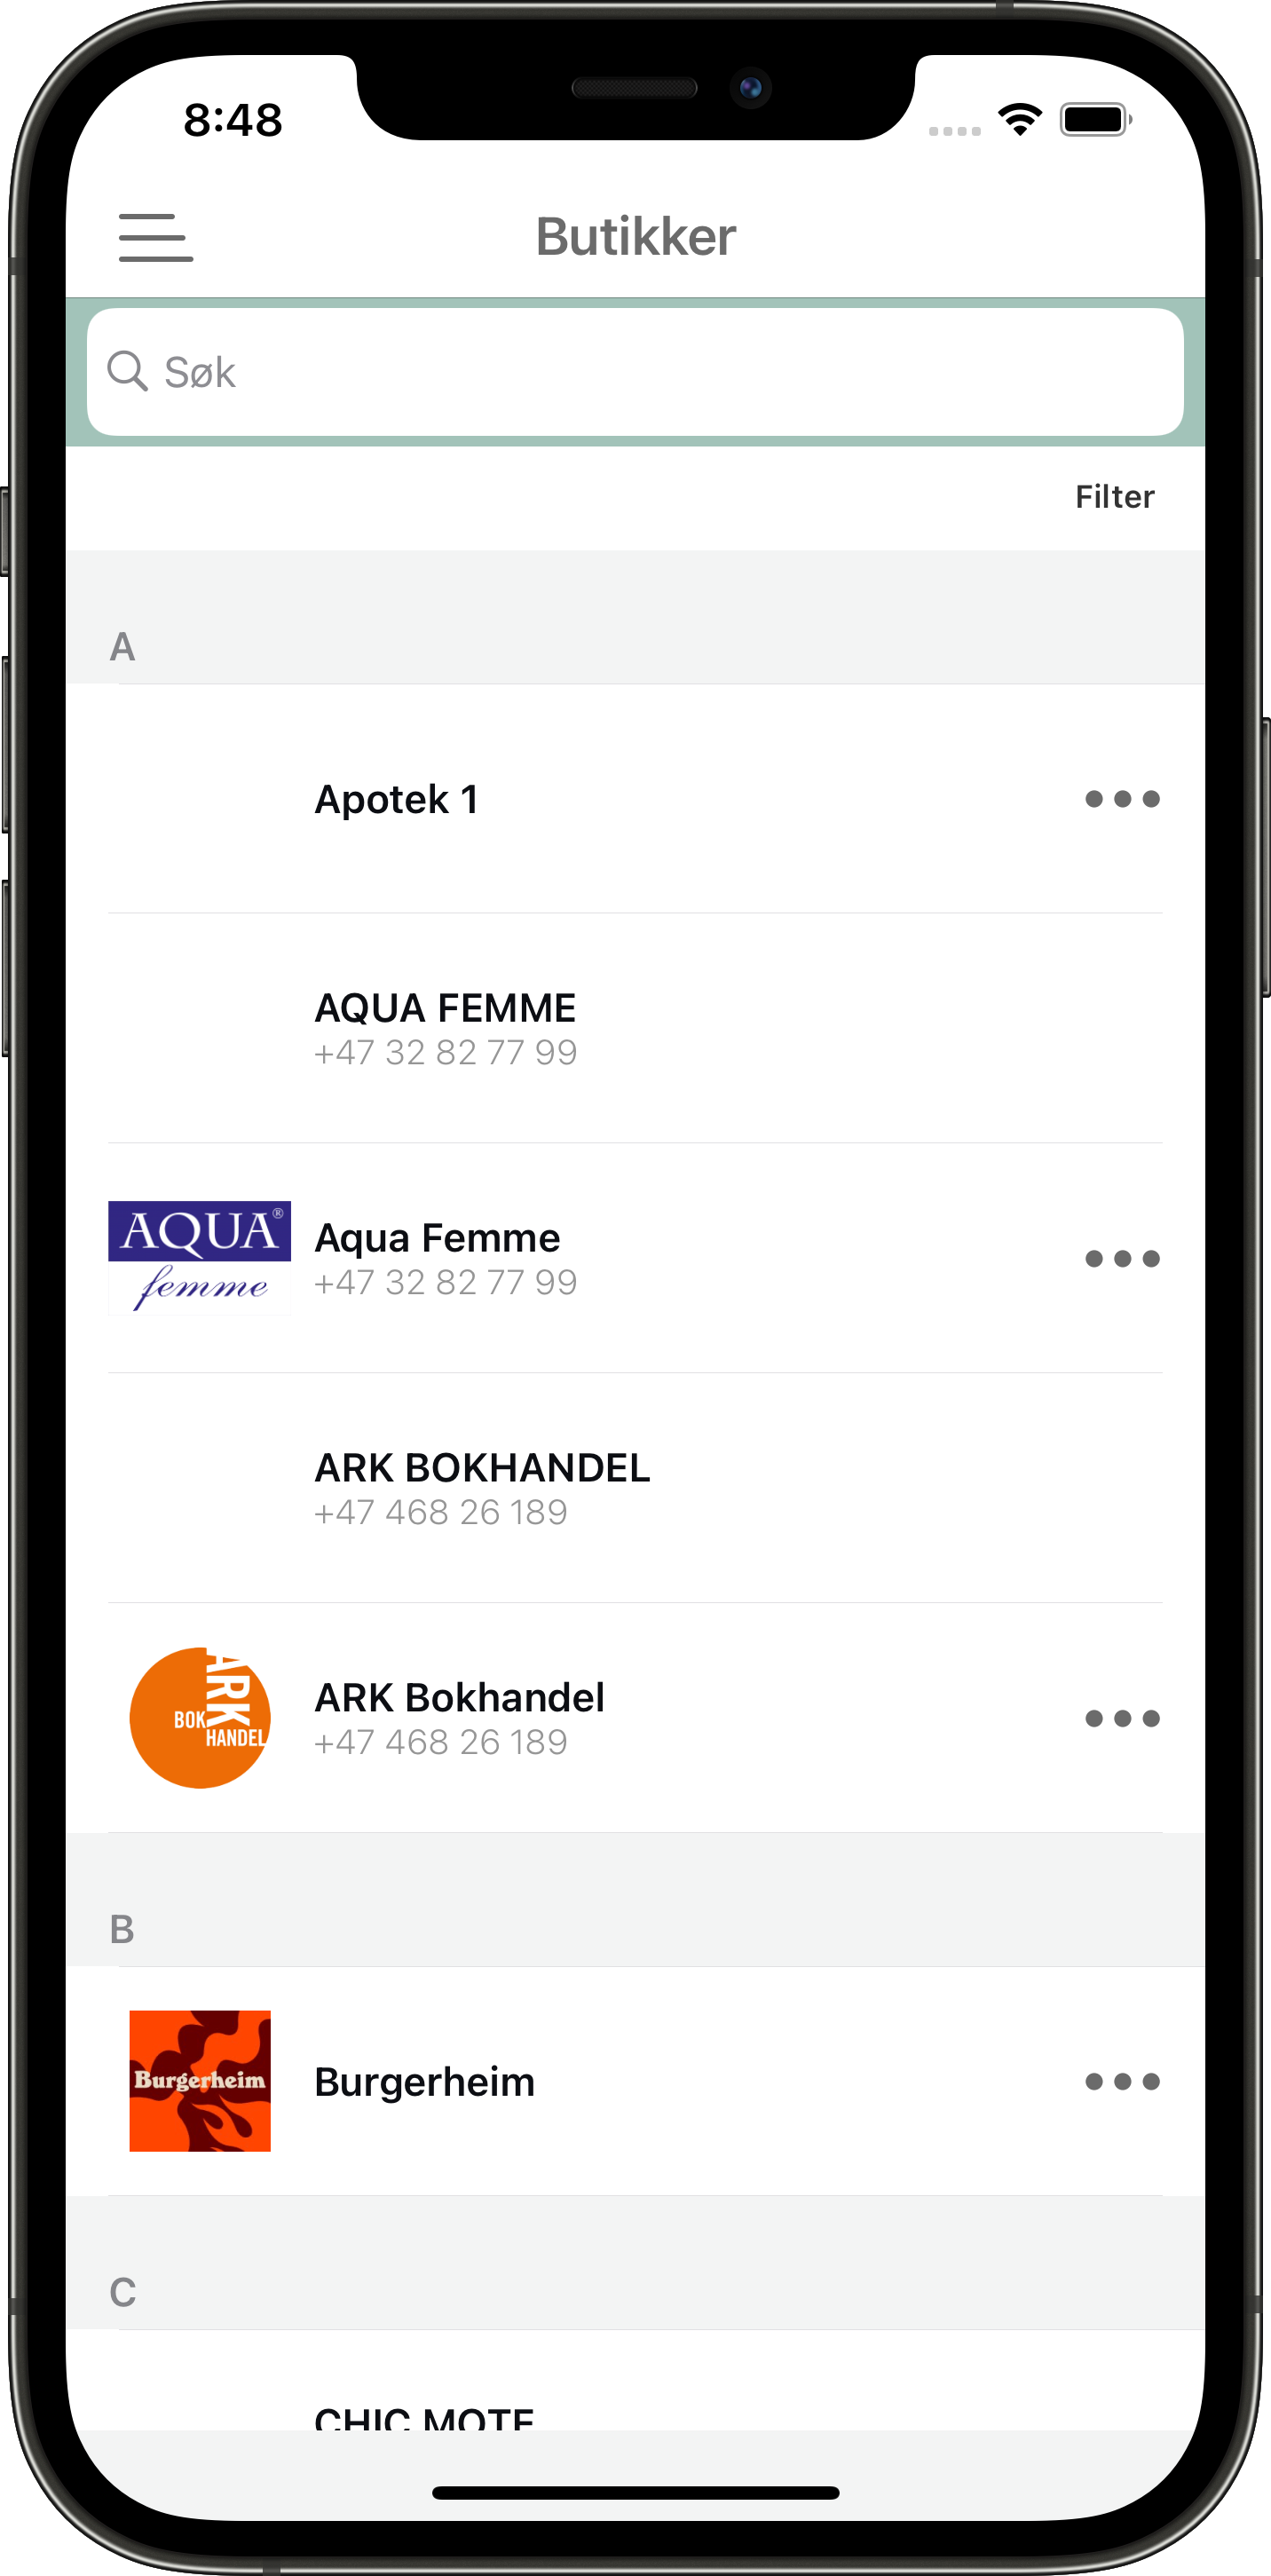 8:48
Butikker
Søk
Filter
A
Apotek 1
AQUA FEMME
+47 32 82 77 99
AQUA®
femme
Aqua Femme
+47 32 82 77 99
ARK BOKHANDEL
+47 468 26 189
ARK
BOK
HANDEL
ARK Bokhandel
+47 468 26 189
B
Burgerheim
Burgerheim
C
CHIC MOTE